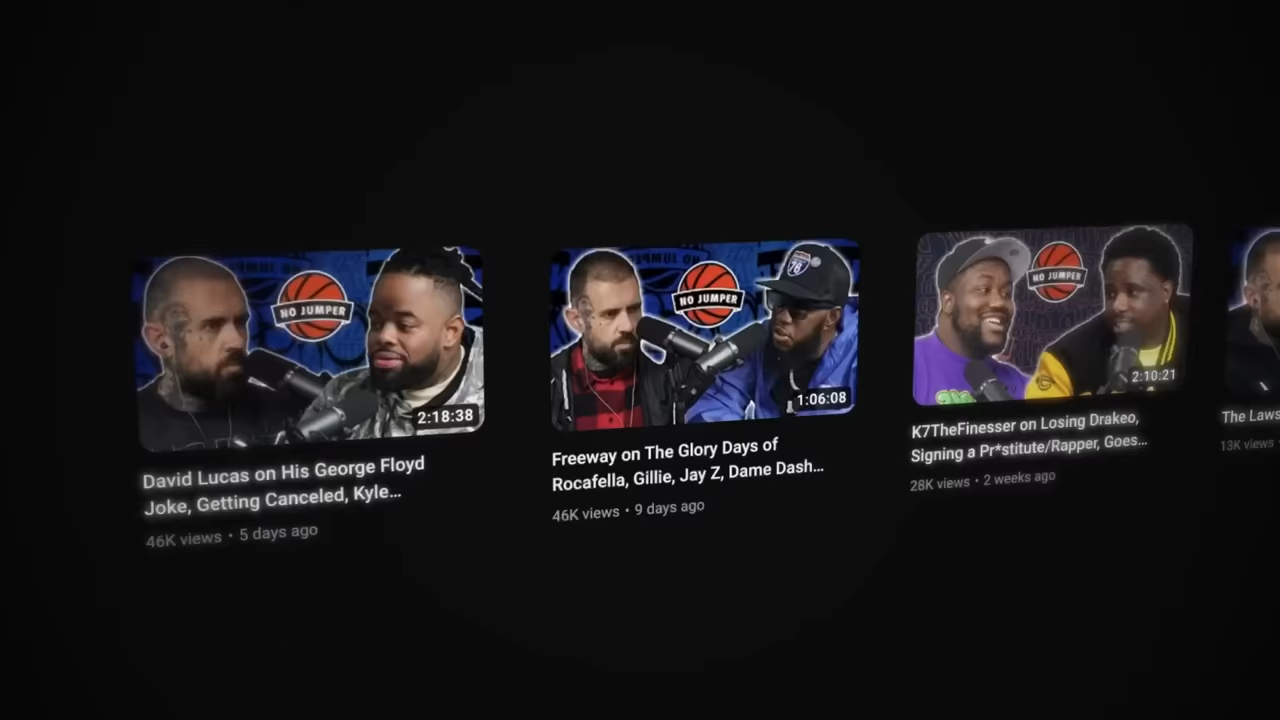 NO JUMPER
2:18:38
David Lucas on His George Floyd
Joke, Getting Canceled, Kyle...
46K views • 5 days ago
NO JUMPER
78
1:06:08
Freeway on The Glory Days of
Rocafella, Gillie, Jay Z, Dame Dash...
46K views • 9 days ago
NO JUMPER
2:10:21
K7TheFinesser on Losing Drakeo,
Signing a Pr*stitute/Rapper, Goes...
28K views • 2 weeks ago
The Laws
13K views